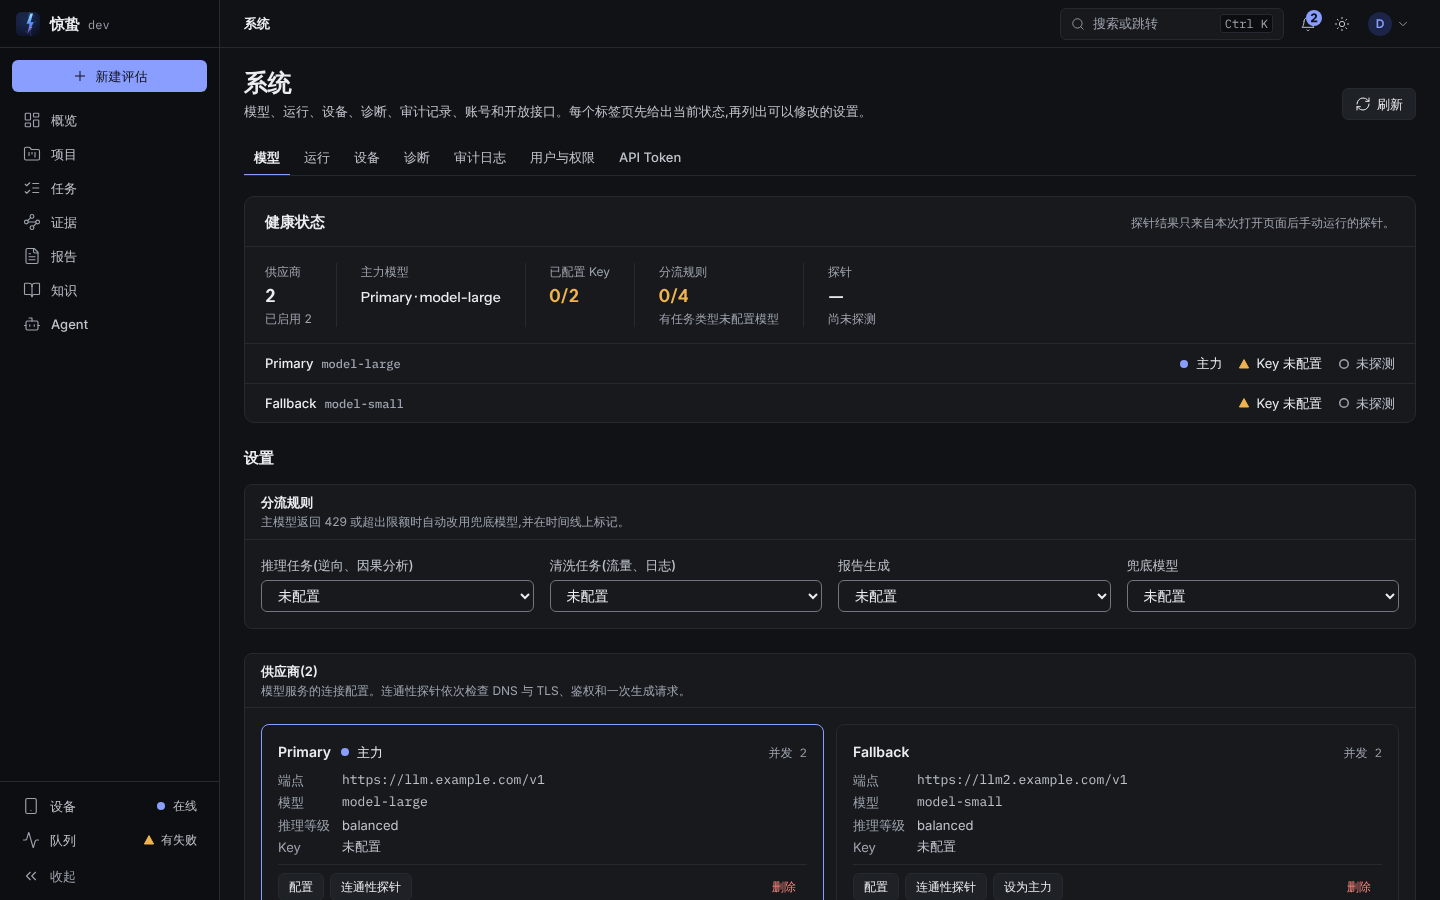 惊蛰 dev
系统
搜索或跳转 Ctrl K
2
D
新建评估
概览
项目
任务
证据
报告
知识
Agent
设备 在线
队列 有失败
收起
系统
模型、运行、设备、诊断、审计记录、账号和开放接口。每个标签页先给出当前状态,再列出可以修改的设置。
刷新
模型 运行 设备 诊断 审计日志 用户与权限 API Token
健康状态
探针结果只来自本次打开页面后手动运行的探针。
供应商
2
已启用 2
主力模型
Primary · model-large
已配置 Key
0/2
分流规则
0/4
有任务类型未配置模型
探针
—
尚未探测
Primary model-large 主力 Key 未配置 未探测
Fallback model-small Key 未配置 未探测
设置
分流规则
主模型返回 429 或超出限额时自动改用兜底模型,并在时间线上标记。
推理任务(逆向、因果分析)
未配置
清洗任务(流量、日志)
未配置
报告生成
未配置
兜底模型
未配置
供应商(2)
模型服务的连接配置。连通性探针依次检查 DNS 与 TLS、鉴权和一次生成请求。
Primary 主力 并发 2
端点 https://llm.example.com/v1
模型 model-large
推理等级 balanced
Key 未配置
配置 连通性探针 删除
Fallback 并发 2
端点 https://llm2.example.com/v1
模型 model-small
推理等级 balanced
Key 未配置
配置 连通性探针 设为主力 删除